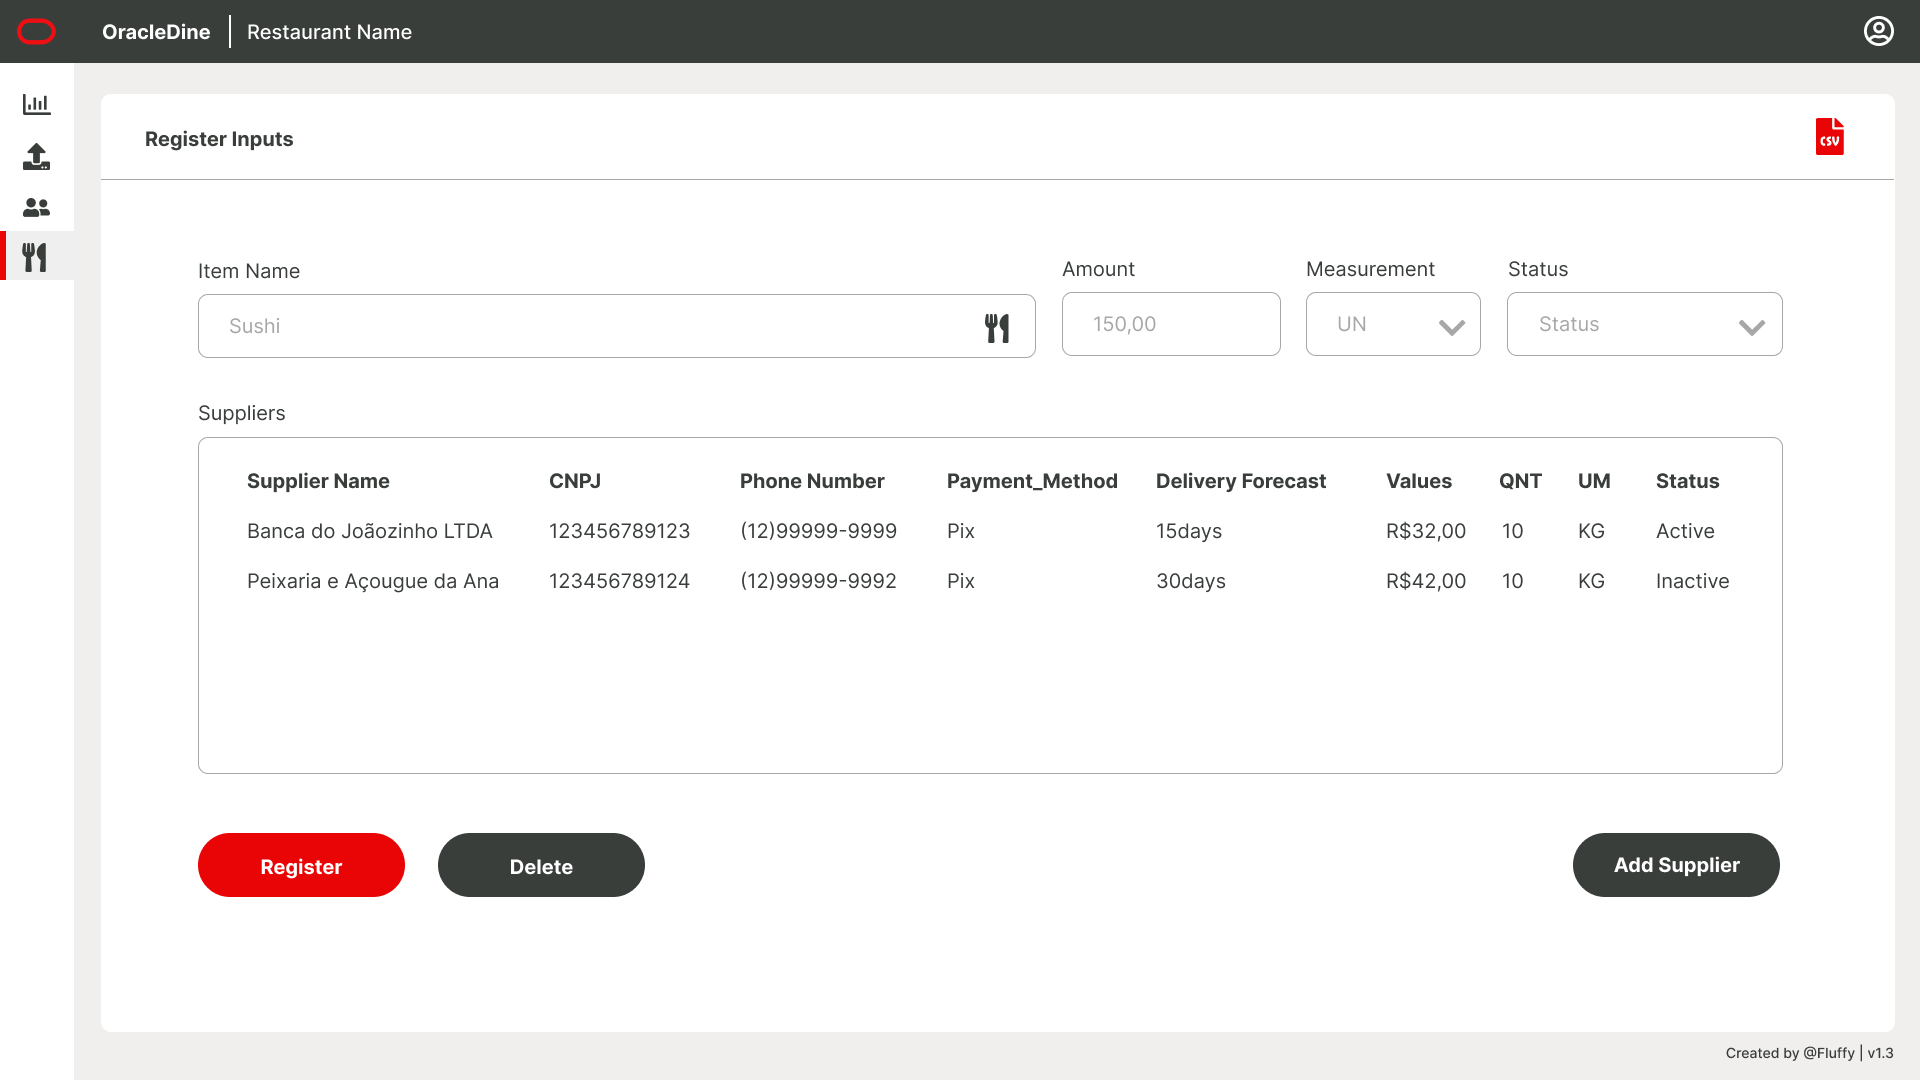 OracleDine | Restaurant Name
Register Inputs
CSV
Item Name
Amount
Measurement
Status
Sushi
150,00
UN
Status
Suppliers
Supplier Name CNPJ Phone Number Payment_Method Delivery Forecast Values QNT UM Status
Banca do Joãozinho LTDA 123456789123 (12)99999-9999 Pix 15days R$32,00 10 KG Active
Peixaria e Açougue da Ana 123456789124 (12)99999-9992 Pix 30days R$42,00 10 KG Inactive
Register
Delete
Add Supplier
Created by @Fluffy | v1.3